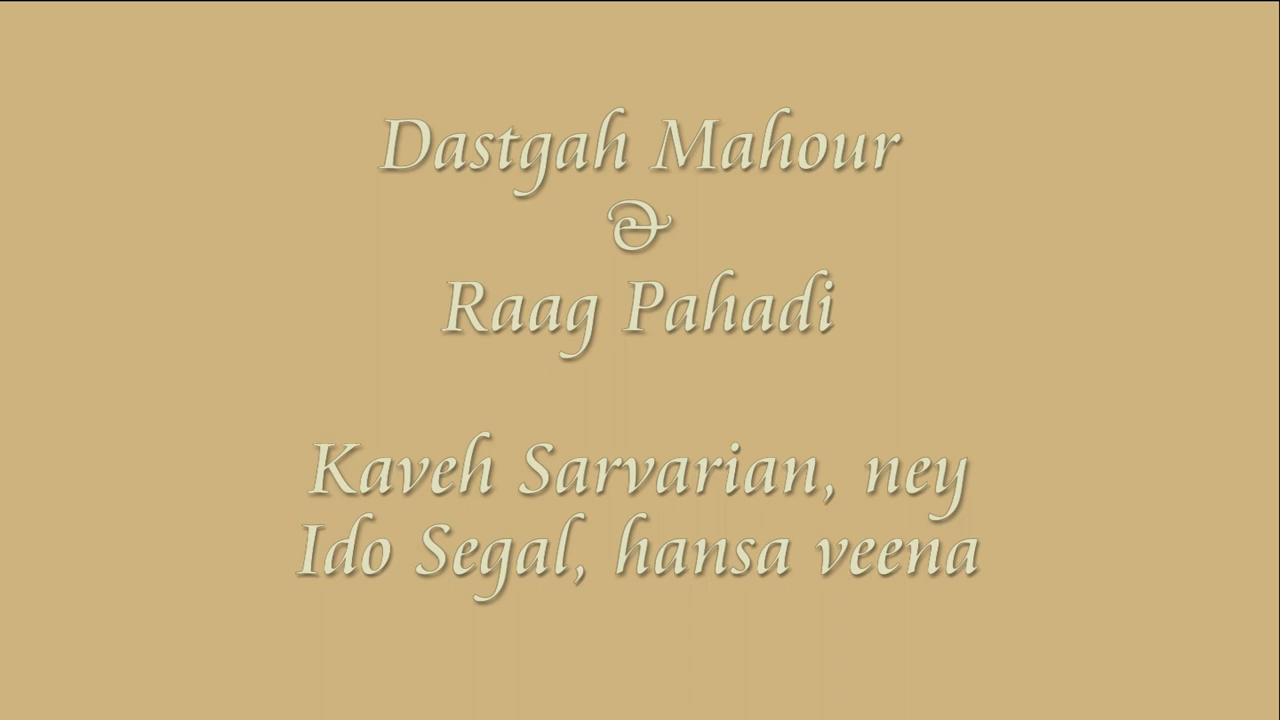 Dastgah Mahour
&
Raag Pahadi
Kaveh Sarvarian, ney
Ido Segal, hansa veena